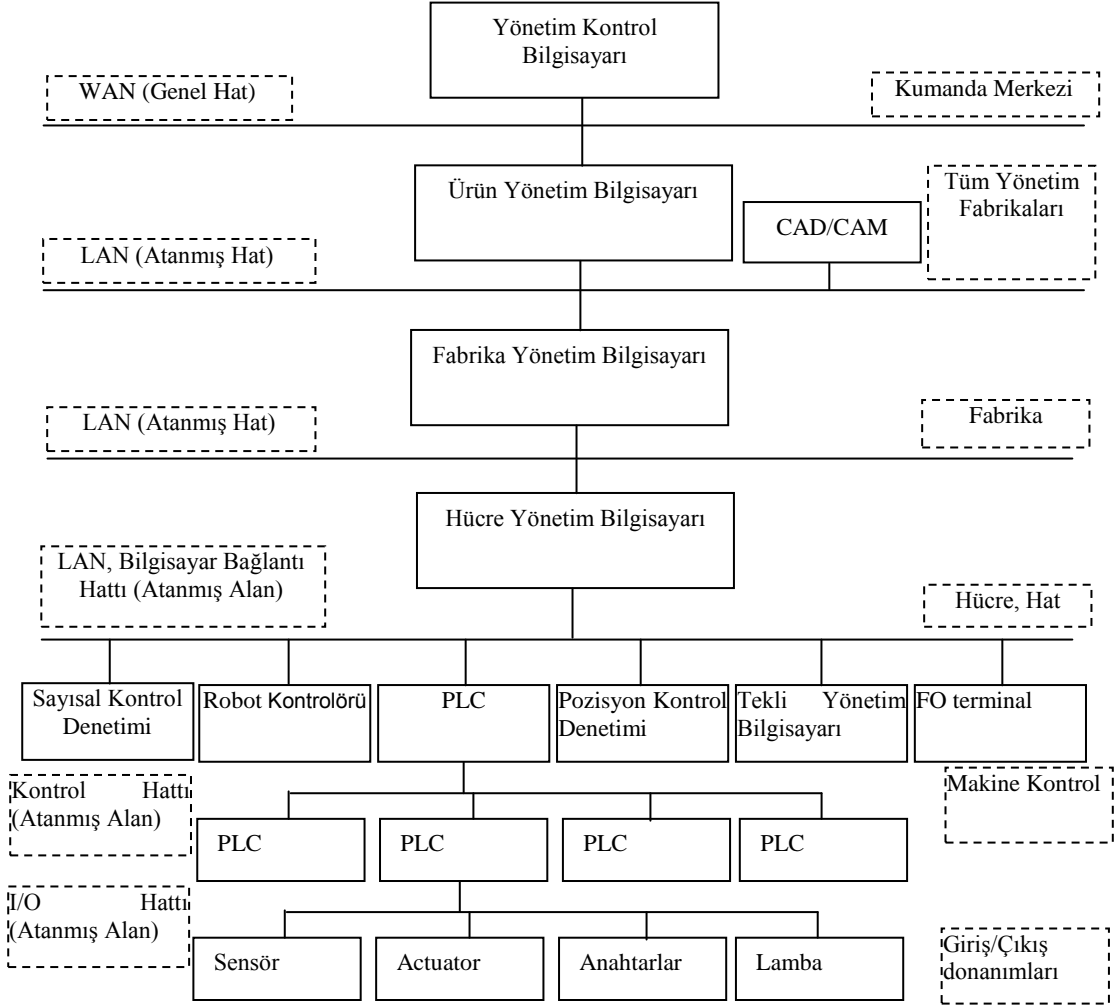 Yönetim Kontrol
Bilgisayarı
WAN (Genel Hat)
Kumanda Merkezi
Ürün Yönetim Bilgisayarı
Tüm Yönetim
Fabrikaları
CAD/CAM
LAN (Atanmış Hat)
Fabrika Yönetim Bilgisayarı
LAN (Atanmış Hat)
Fabrika
Hücre Yönetim Bilgisayarı
LAN, Bilgisayar Bağlantı
Hattı (Atanmış Alan)
Hücre, Hat
Sayısal Kontrol
Denetimi
Robot Kontrolörü
PLC
Pozisyon Kontrol
Denetimi
Tekli Yönetim
Bilgisayarı
FO terminal
Kontrol Hattı
(Atanmış Alan)
Makine Kontrol
PLC
PLC
PLC
PLC
I/O Hattı
(Atanmış Alan)
Sensör
Actuator
Anahtarlar
Lamba
Giriş/Çıkış
donanımları